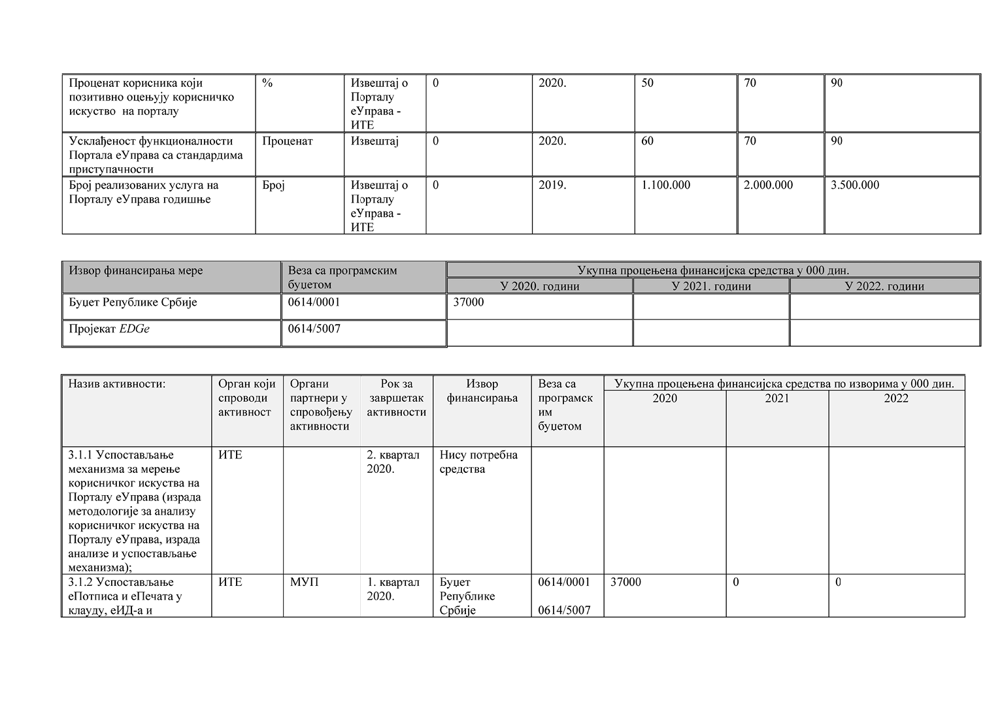 Проценат корисника који
позитивно оцењују корисничко
искуство на порталу
%
Извештај о
Порталу
еУправа -
ИТЕ
0
2020.
50
70
90
Усклађеност функционалности
Портала еУправа са стандардима
приступачности
Проценат
Извештај
0
2020.
60
70
90
Број реализованих услуга на
Порталу еУправа годишње
Број
Извештај о
Порталу
еУправа -
ИТЕ
0
2019.
1.100.000
2.000.000
3.500.000
Извор финансирања мере
Веза са програмским
буџетом
Укупна процењена финансијска средства у 000 дин.
У 2020. години
У 2021. години
У 2022. години
Буџет Републике Србије
0614/0001
37000
Пројекат EDGe
0614/5007
Назив активности:
Орган који
спроводи
активност
Органи
партнери у
спровођењу
активности
Рок за
завршетак
активности
Извор
финансирања
Веза са
програмск
им
буџетом
Укупна процењена финансијска средства по изворима у 000 дин.
2020
2021
2022
3.1.1 Успостављање
механизма за мерење
корисничког искуства на
Порталу еУправа (израда
методологије за анализу
корисничког искуства на
Порталу еУправа, израда
анализе и успостављање
механизма);
ИТЕ
2. квартал
2020.
Нису потребна
средства
3.1.2 Успостављање
еПотписа и еПечата у
клауду, еИД-а и
ИТЕ
МУП
1. квартал
2020.
Буџет
Републике
Србије
0614/0001
0614/5007
37000
0
0